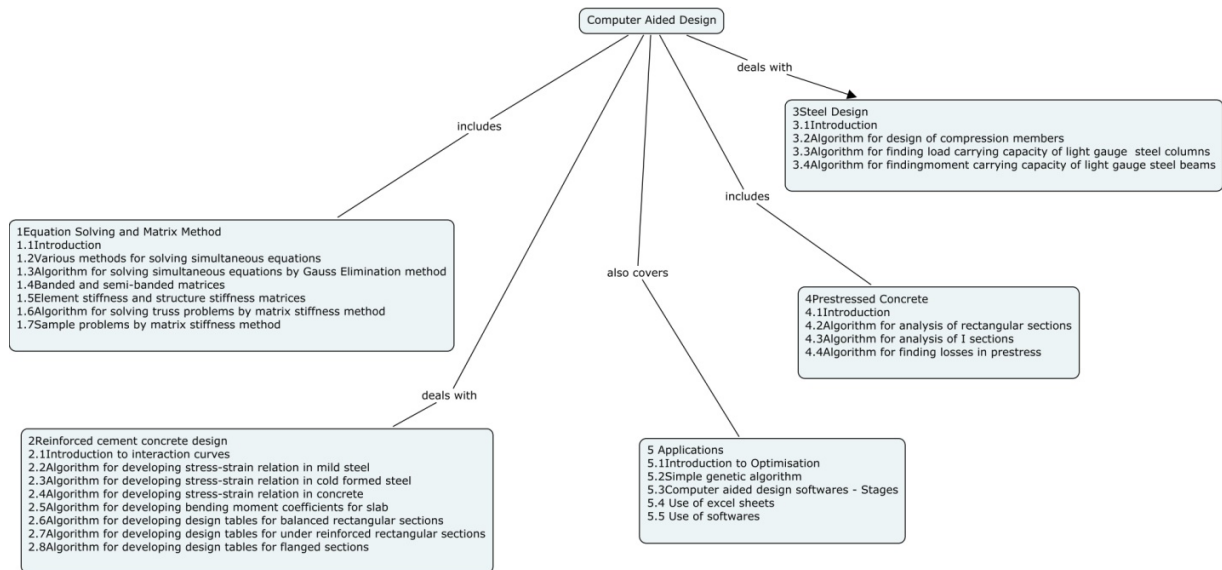 Computer Aided Design
deals with
3Steel Design
3.1Introduction
3.2Algorithm for design of compression members
3.3Algorithm for finding load carrying capacity of light gauge  steel columns
3.4Algorithm for findingmoment carrying capacity of light gauge steel beams
includes
1Equation Solving and Matrix Method
1.1Introduction
1.2Various methods for solving simultaneous equations
1.3Algorithm for solving simultaneous equations by Gauss Elimination method
1.4Banded and semi-banded matrices
1.5Element stiffness and structure stiffness matrices
1.6Algorithm for solving truss problems by matrix stiffness method
1.7Sample problems by matrix stiffness method
includes
4Prestressed Concrete
4.1Introduction
4.2Algorithm for analysis of rectangular sections
4.3Algorithm for analysis of I sections
4.4Algorithm for finding losses in prestress
also covers
deals with
2Reinforced cement concrete design
2.1Introduction to interaction curves
2.2Algorithm for developing stress-strain relation in mild steel
2.3Algorithm for developing stress-strain relation in cold formed steel
2.4Algorithm for developing stress-strain relation in concrete
2.5Algorithm for developing bending moment coefficients for slab
2.6Algorithm for developing design tables for balanced rectangular sections
2.7Algorithm for developing design tables for under reinforced rectangular sections
2.8Algorithm for developing design tables for flanged sections
5 Applications
5.1Introduction to Optimisation
5.2Simple genetic algorithm
5.3Computer aided design softwares - Stages
5.4 Use of excel sheets
5.5 Use of softwares